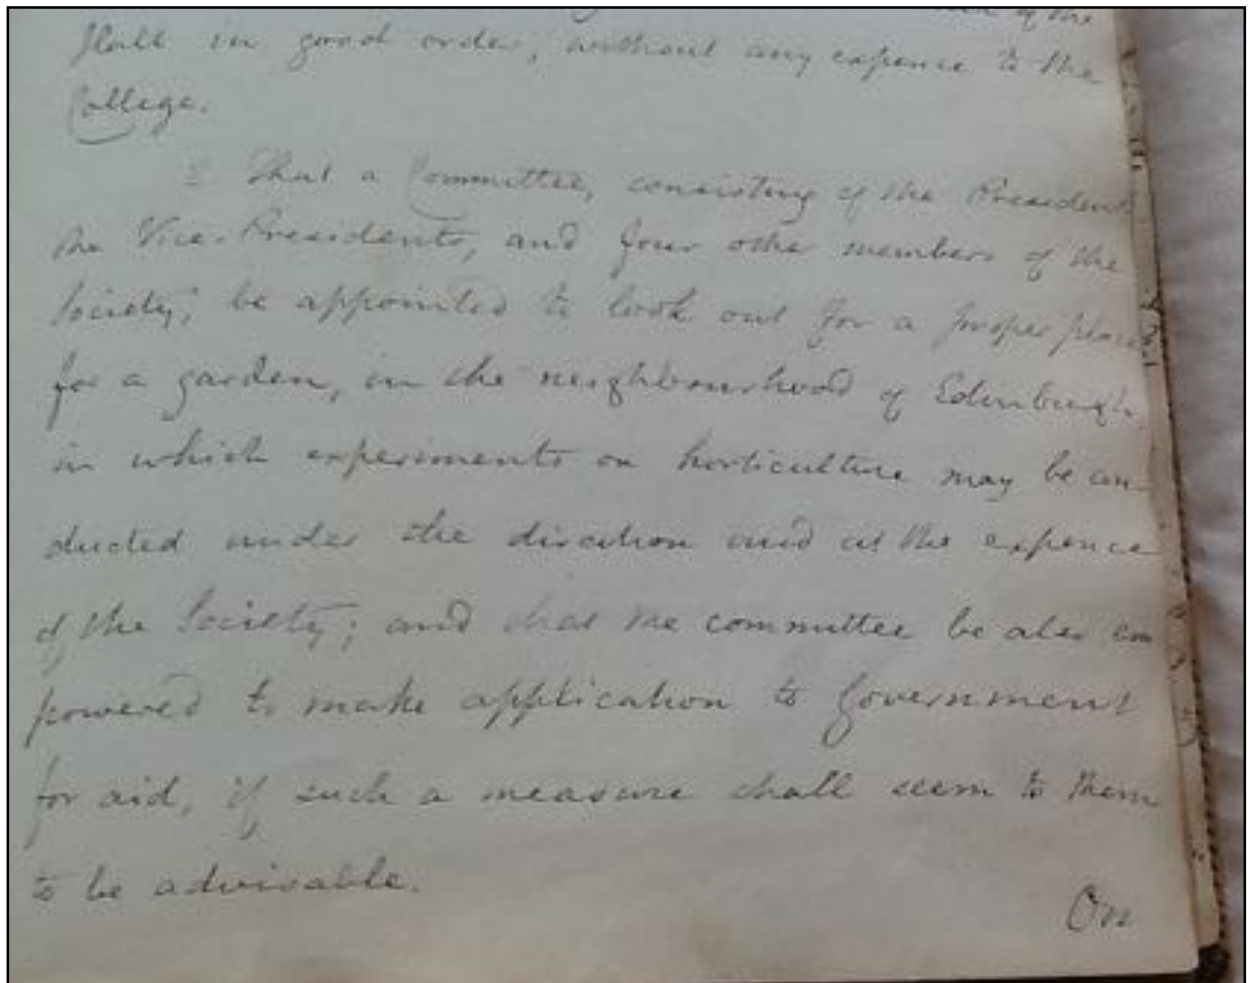 of the
Hall in good order, without any expence to the
College.
2 That a Committee, consisting of the President
the Vice-Presidents, and four other members of the
Society, be appointed to look out for a proper place
for a garden, in the neighbourhood of Edinburgh,
in which experiments on horticulture may be con-
ducted under the direction and at the expence
of the Society; and that the committee be also em
powered to make application to Government
for aid, if such a measure shall seem to them
to be advisable.
On